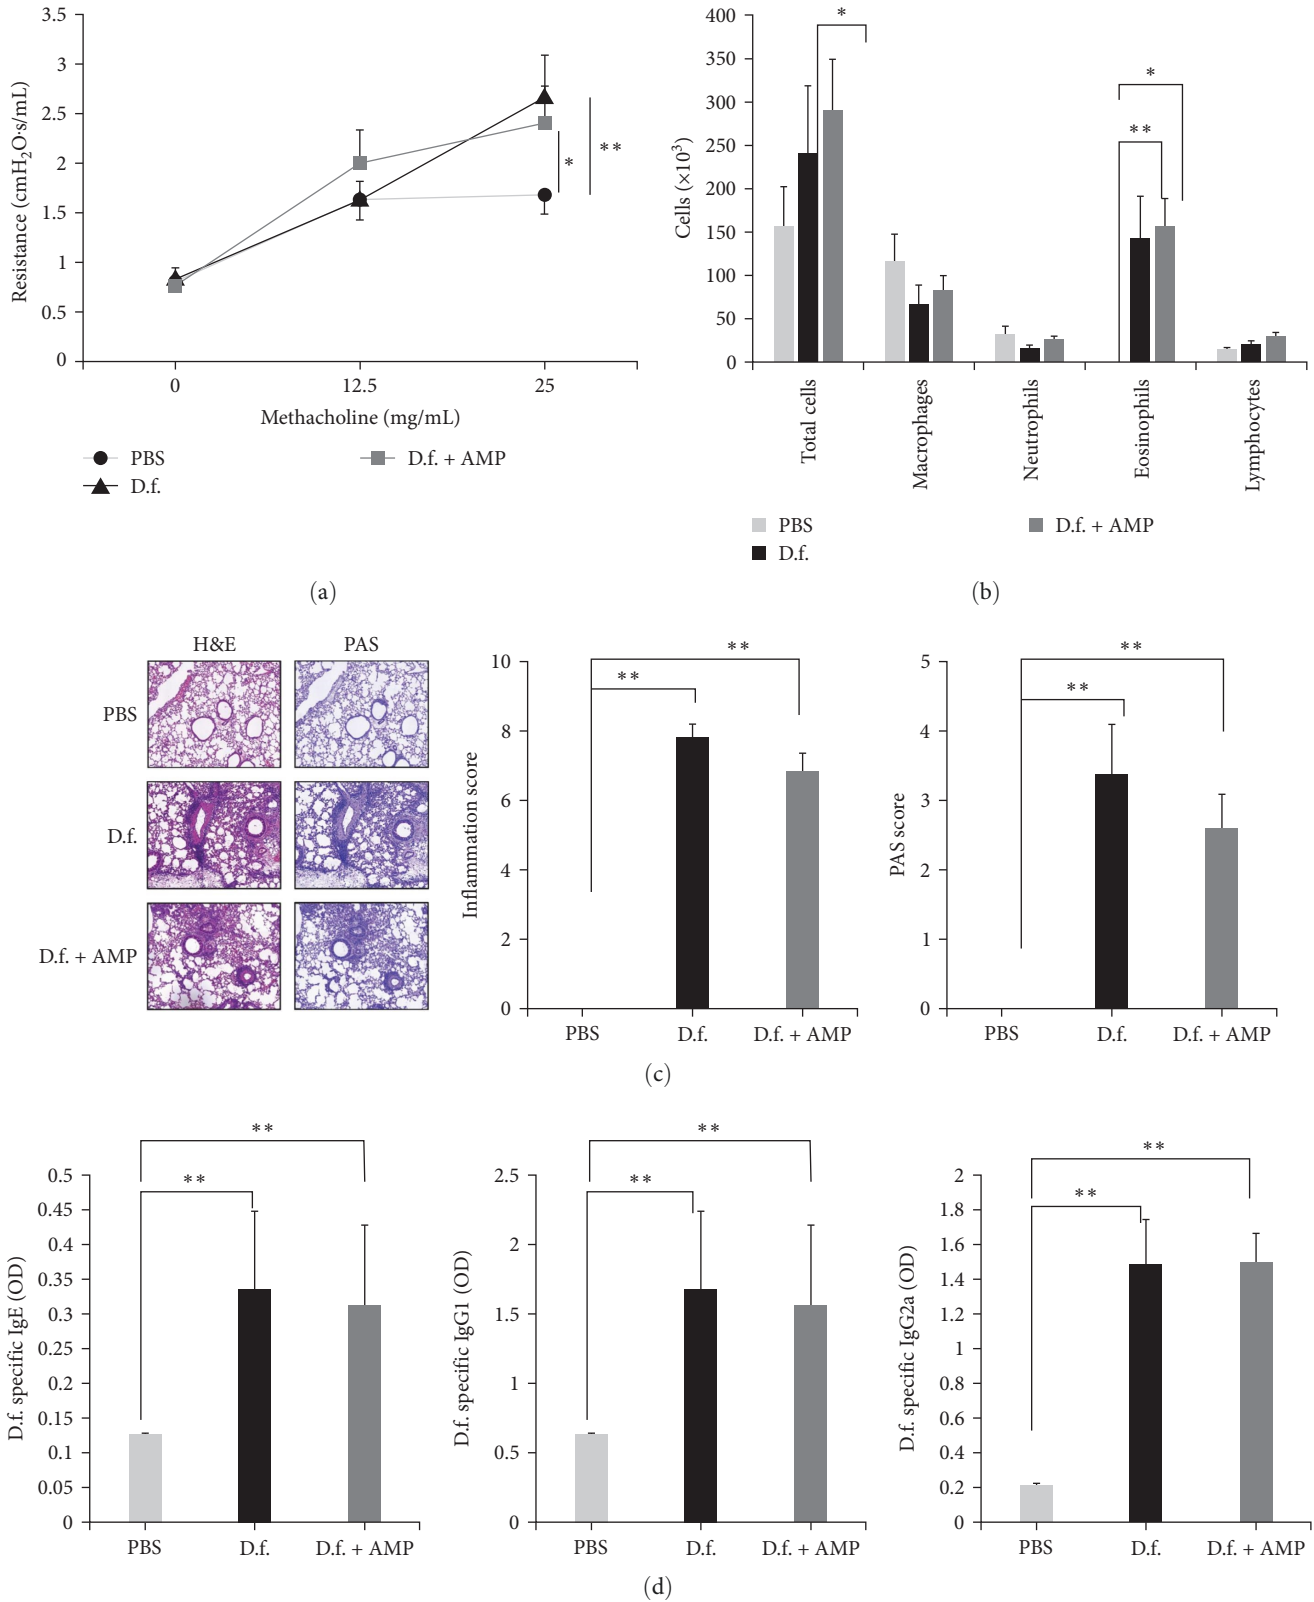 3.5
3
2.5
2
1.5
1
0.5
0
Resistance (cmH2O·s/mL)
*
**
0 12.5 25
Methacholine (mg/mL)
PBS
D.f.
D.f. + AMP
(a)
400
350
300
250
200
150
100
50
0
Cells (×10³)
*
*
**
Total cells
Macrophages
Neutrophils
Eosinophils
Lymphocytes
PBS
D.f.
D.f. + AMP
(b)
H&E PAS
PBS
D.f.
D.f. + AMP
10
8
6
4
2
0
Inflammation score
**
**
PBS D.f. D.f. + AMP
5
4
3
2
1
0
PAS score
**
**
PBS D.f. D.f. + AMP
(c)
0.5
0.45
0.4
0.35
0.3
0.25
0.2
0.15
0.1
0.05
0
D.f. specific IgE (OD)
**
**
PBS D.f. D.f. + AMP
2.5
2
1.5
1
0.5
0
D.f. specific IgG1 (OD)
**
**
PBS D.f. D.f. + AMP
2
1.8
1.6
1.4
1.2
1
0.8
0.6
0.4
0.2
0
D.f. specific IgG2a (OD)
**
**
PBS D.f. D.f. + AMP
(d)